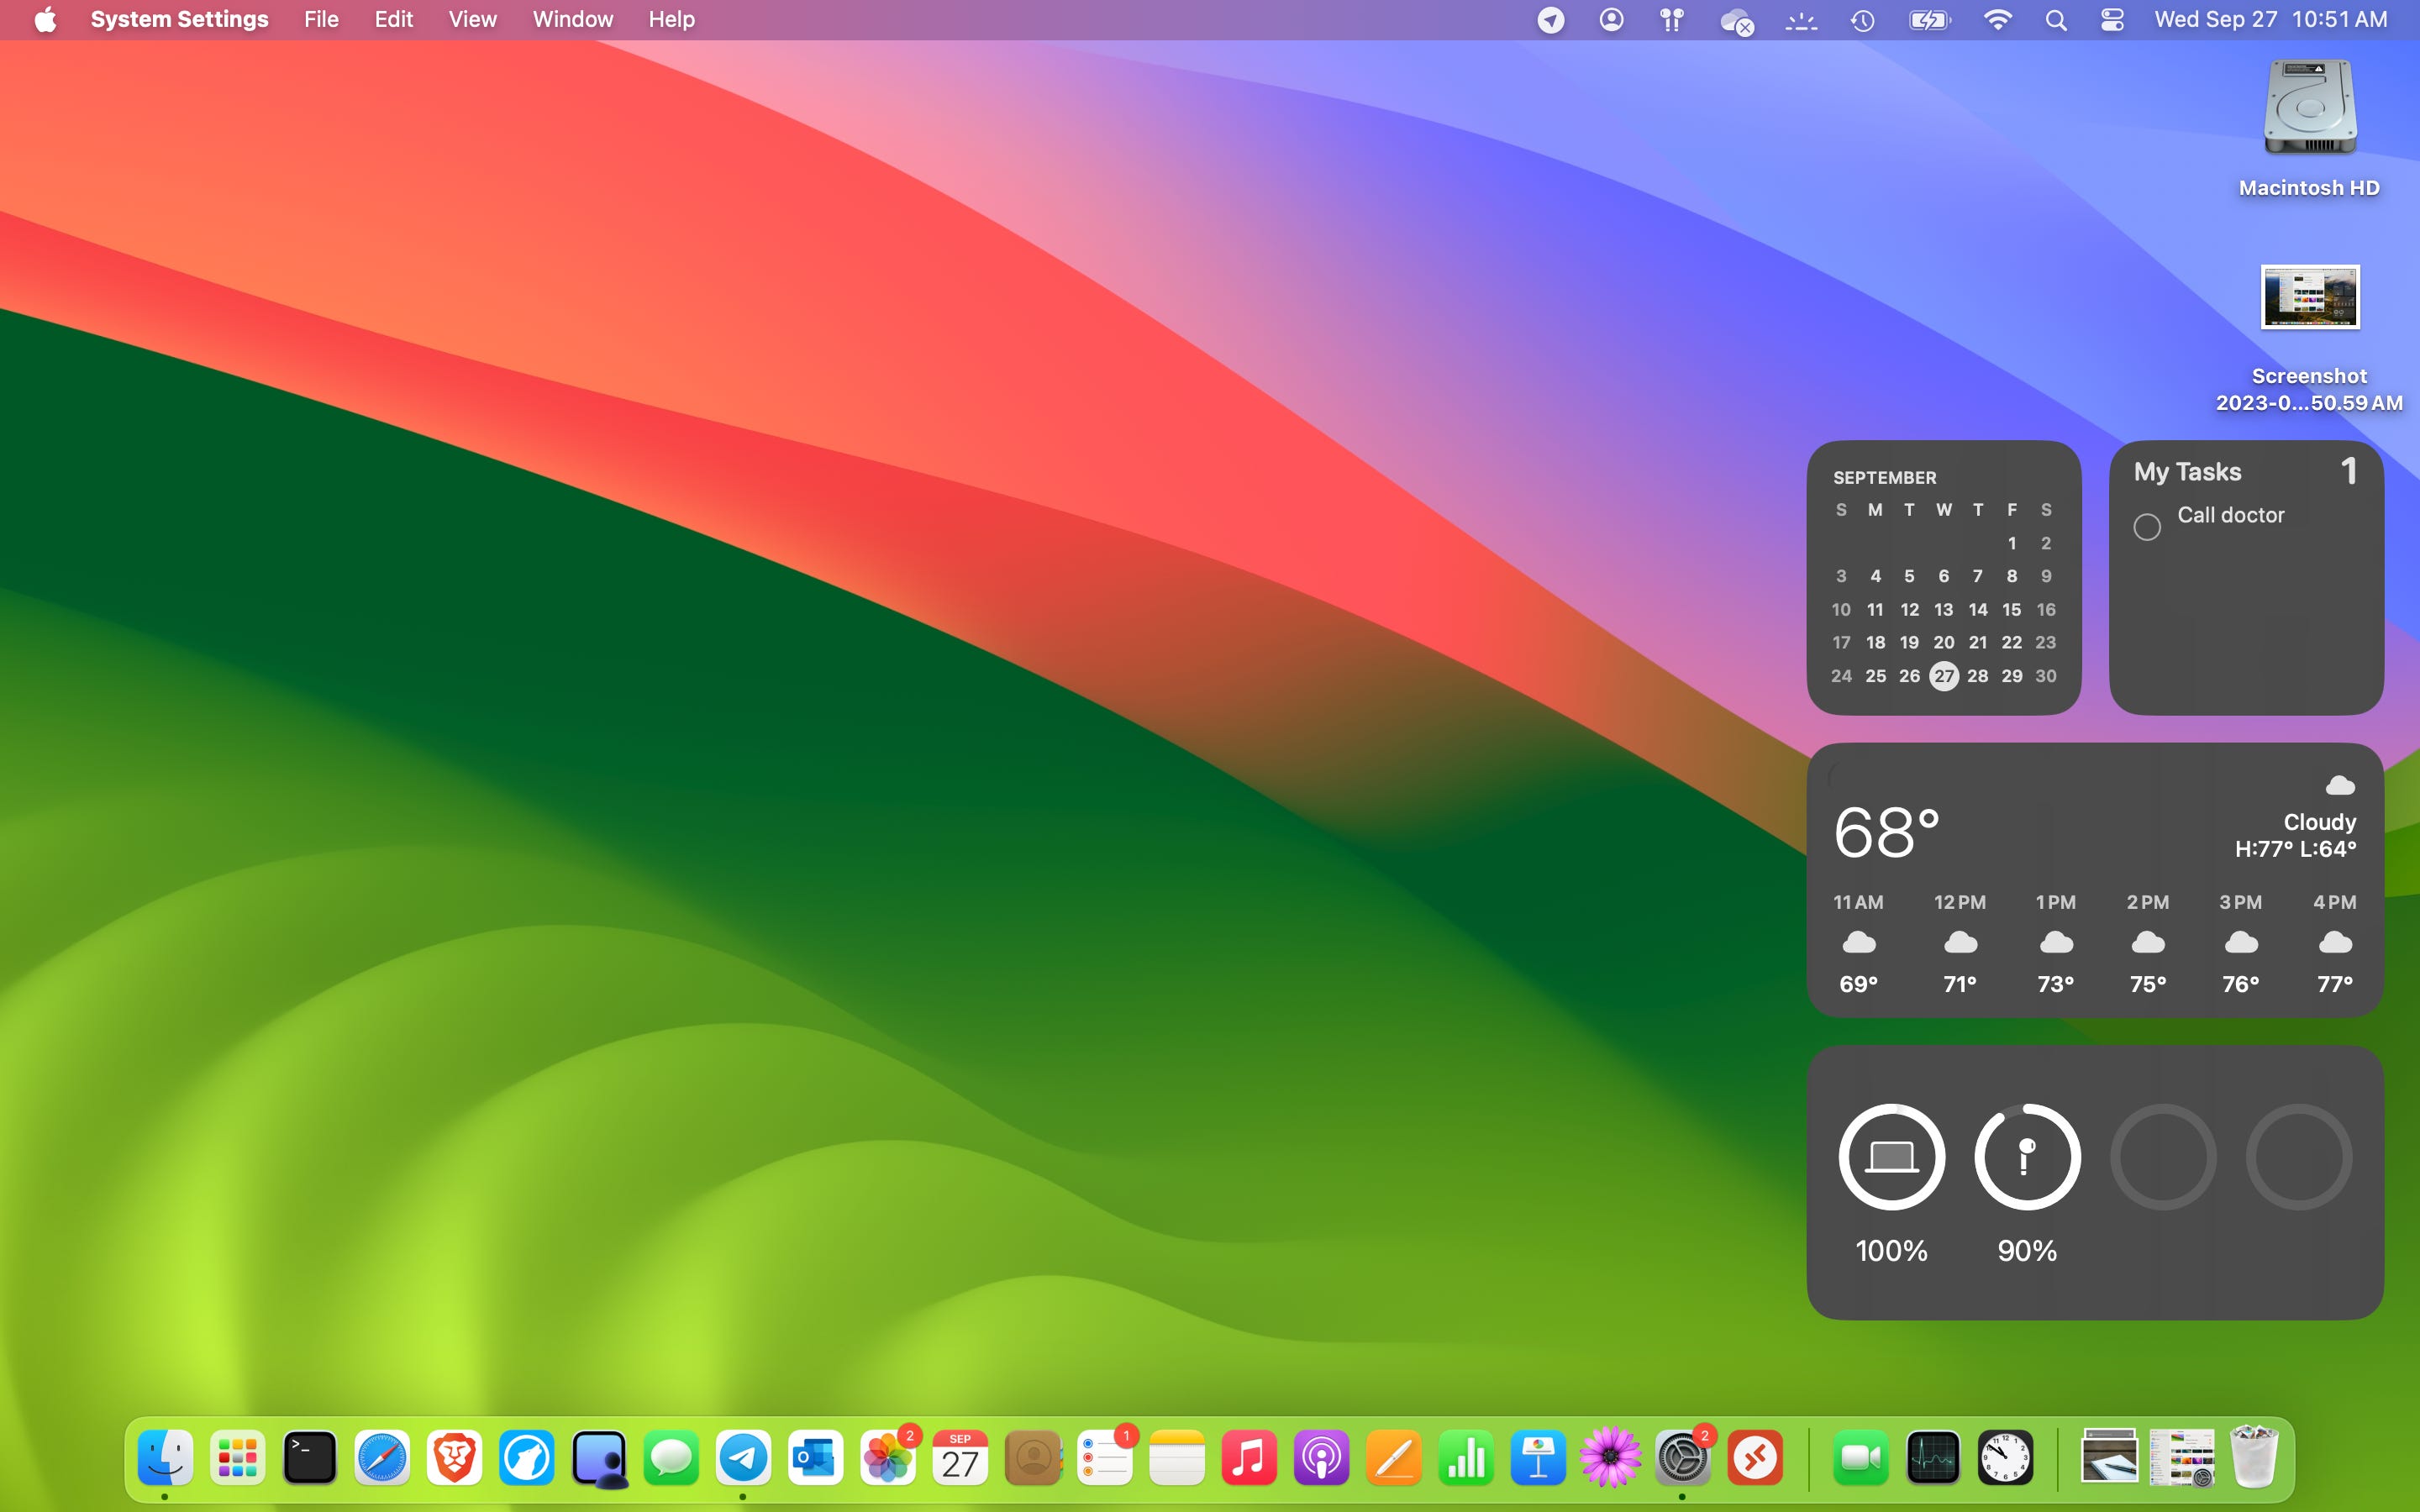 System Settings File Edit View Window Help Wed Sep 27 10:51 AM
Macintosh HD
Screenshot
2023-0...50.59 AM
SEPTEMBER
S M T W T F S
1 2
3 4 5 6 7 8 9
10 11 12 13 14 15 16
17 18 19 20 21 22 23
24 25 26 27 28 29 30
My Tasks 1
Call doctor
68°
Cloudy
H:77° L:64°
11 AM 12 PM 1 PM 2 PM 3 PM 4 PM
69° 71° 73° 75° 76° 77°
100% 90%
2 SEP 1 2
>_ O 27